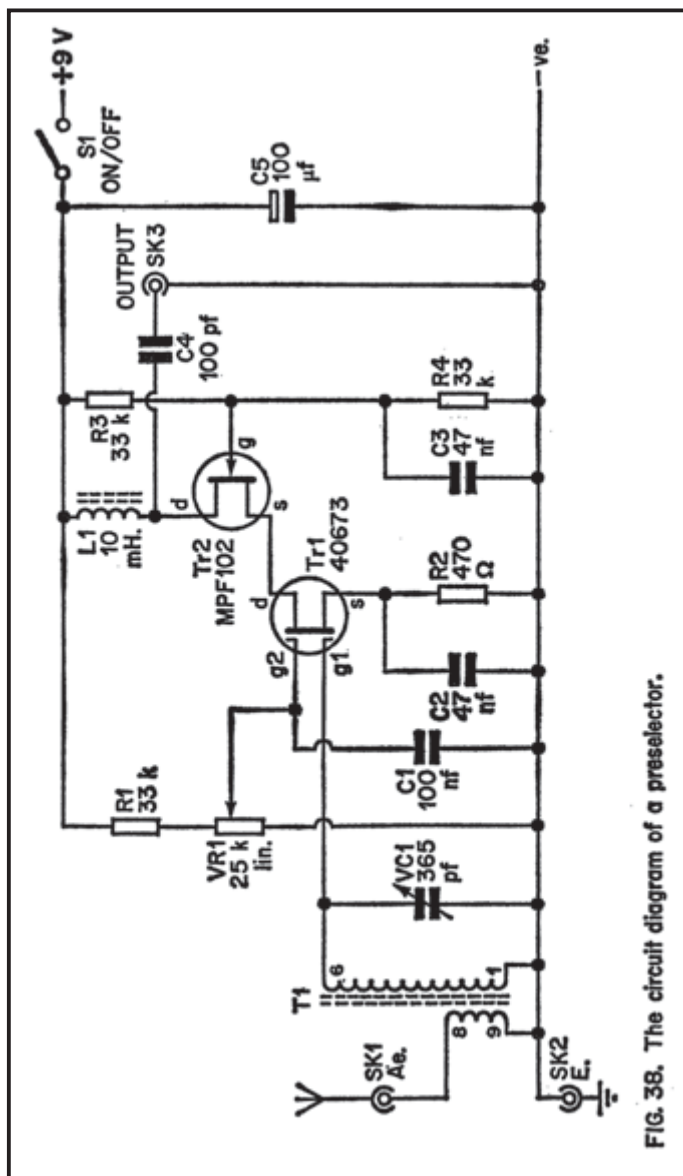 +9 V
S1
ON/OFF
OUTPUT
SK3
C5
100
µf
C4
100 pf
R3
33 k
L1
10
mH.
d
g
s
Tr2
MPF102
R4
33
k
C3
47
nf
d
Tr1
40673
g2
g1
s
R2
470
Ω
C2
47
nf
C1
100
nf
R1
33 k
VR1
25 k
lin.
VC1
365
pf
T1
6
1
8
9
SK1
Ae.
SK2
E.
-ve.
FIG. 38. The circuit diagram of a preselector.